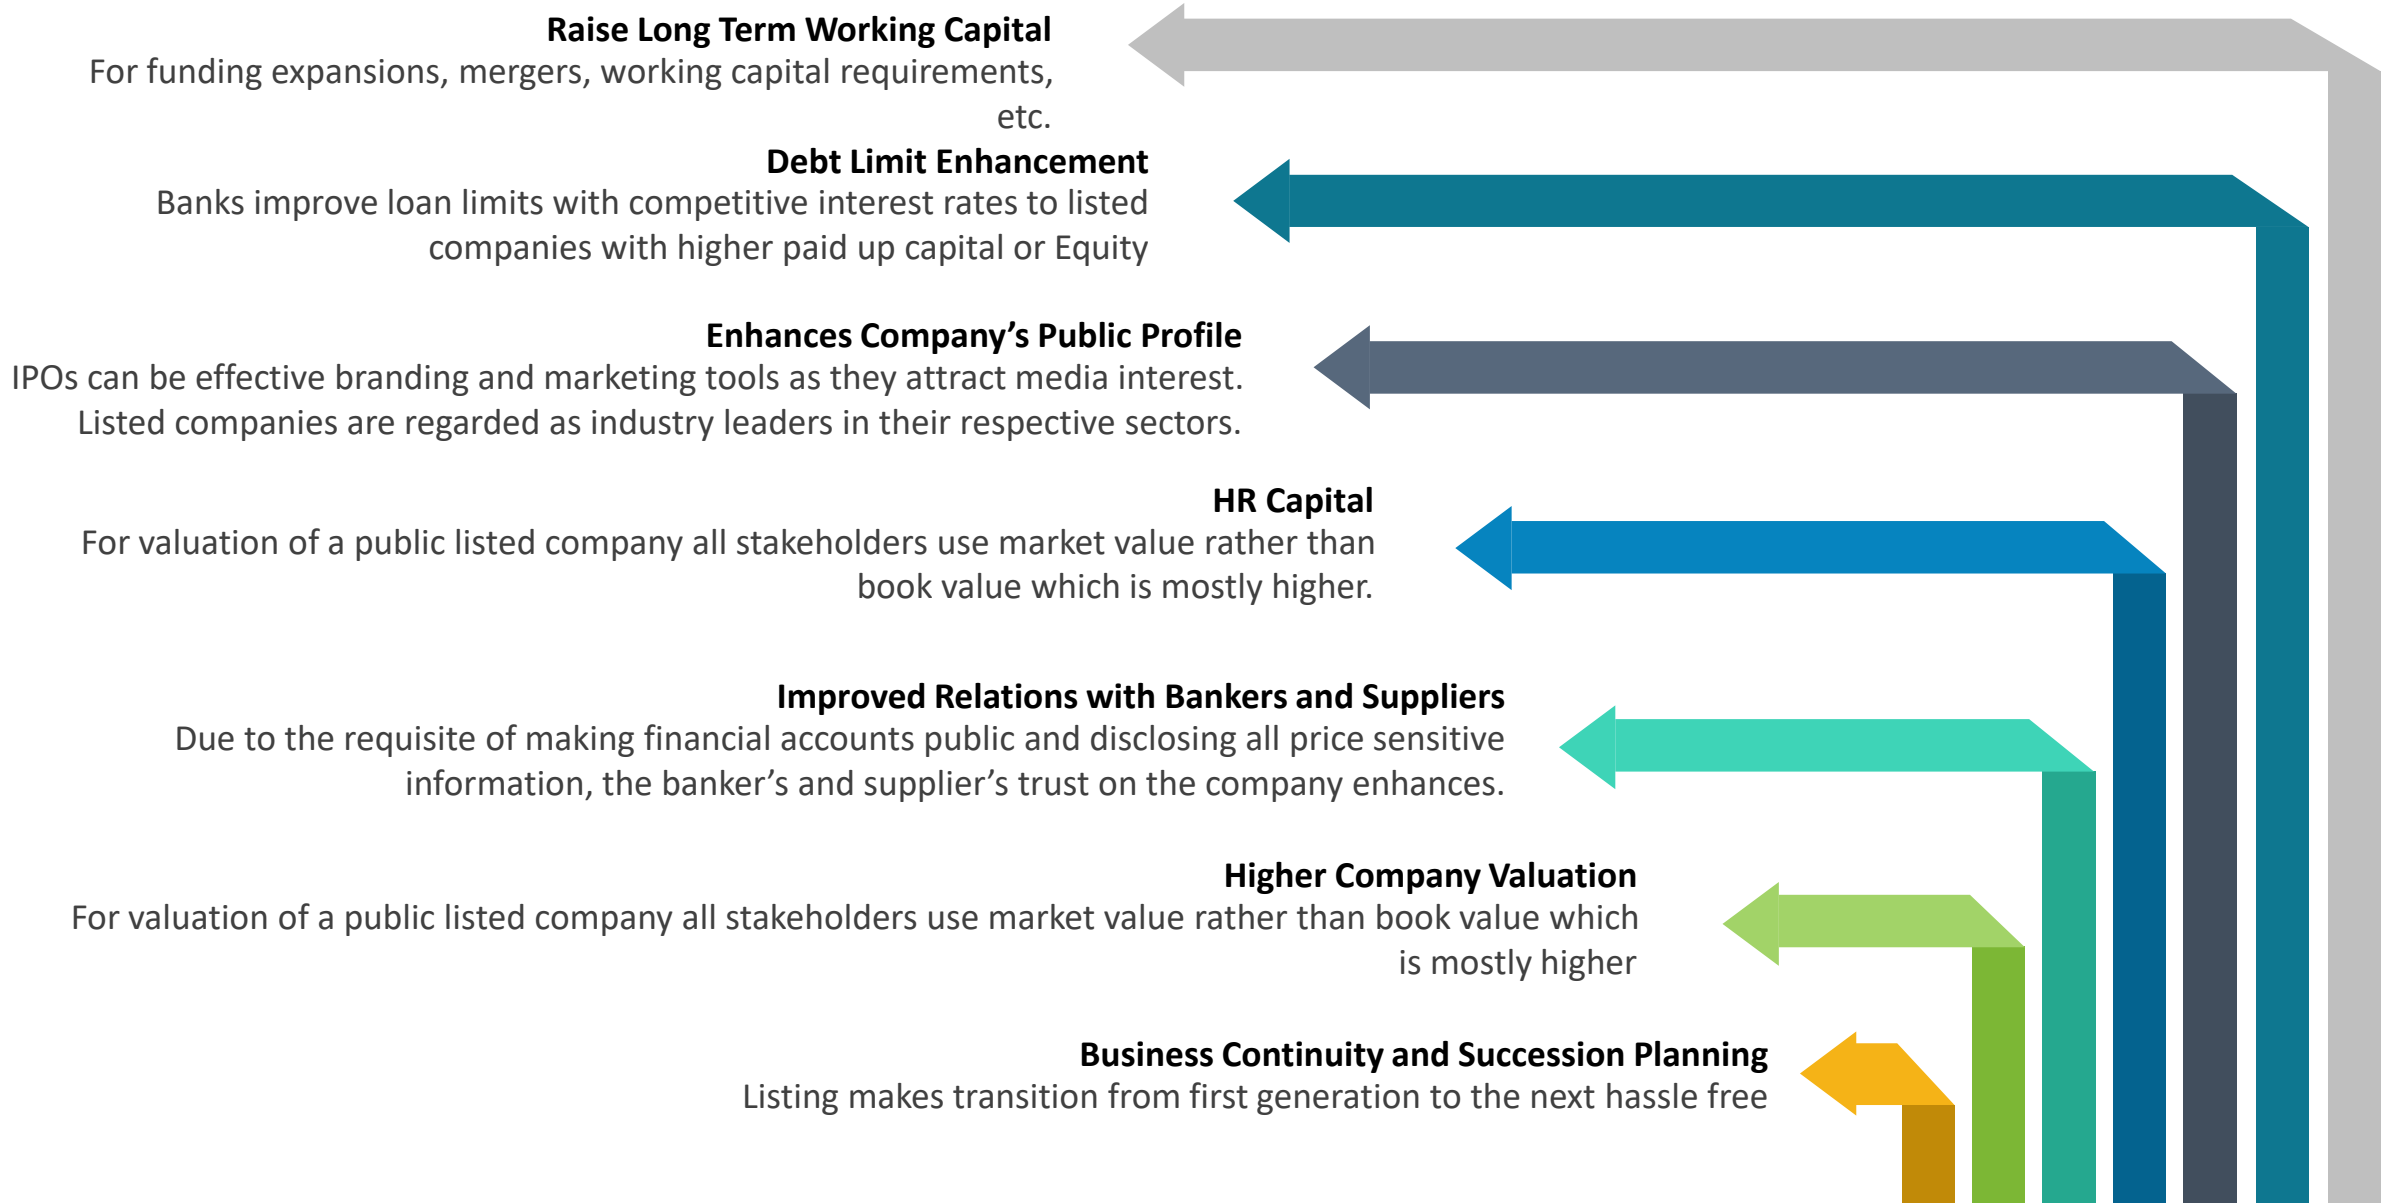 Raise Long Term Working Capital
For funding expansions, mergers, working capital requirements,
etc.
Debt Limit Enhancement
Banks improve loan limits with competitive interest rates to listed
companies with higher paid up capital or Equity
Enhances Company’s Public Profile
IPOs can be effective branding and marketing tools as they attract media interest.
Listed companies are regarded as industry leaders in their respective sectors.
HR Capital
For valuation of a public listed company all stakeholders use market value rather than
book value which is mostly higher.
Improved Relations with Bankers and Suppliers
Due to the requisite of making financial accounts public and disclosing all price sensitive
information, the banker’s and supplier’s trust on the company enhances.
Higher Company Valuation
For valuation of a public listed company all stakeholders use market value rather than book value which
is mostly higher
Business Continuity and Succession Planning
Listing makes transition from first generation to the next hassle free